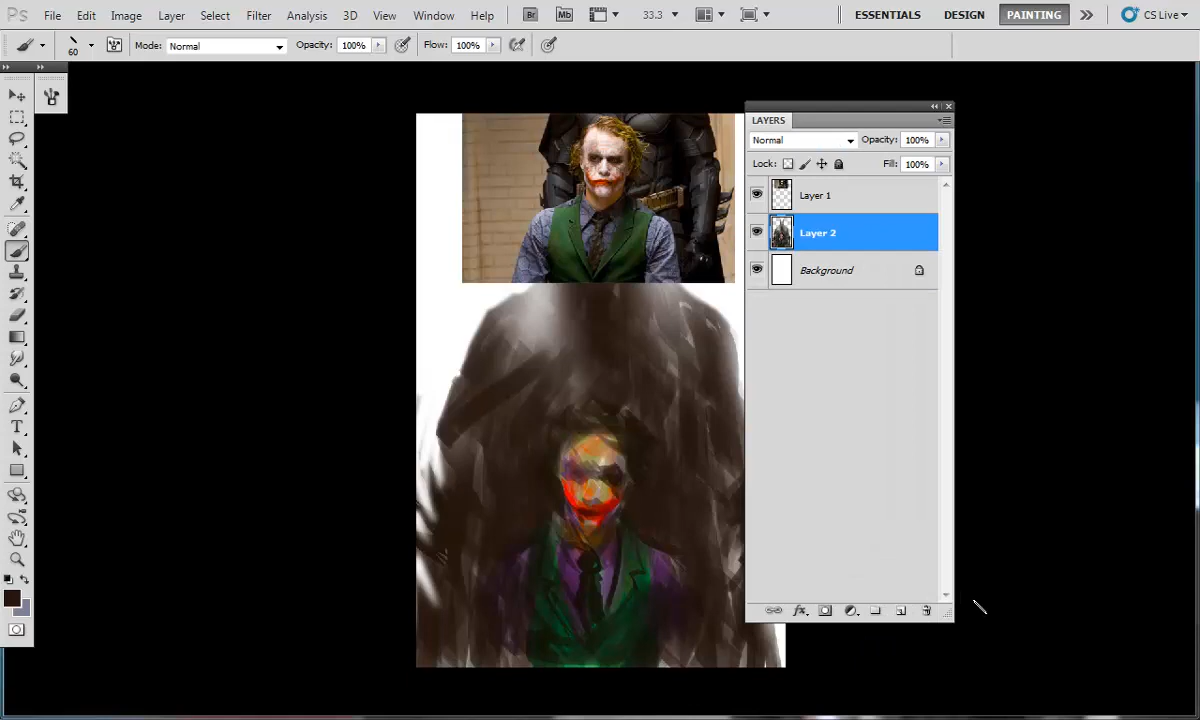 Ps File Edit Image Layer Select Filter Analysis 3D View Window Help Br Mb 33.3 ESSENTIALS DESIGN PAINTING CS Live
60 Mode: Normal Opacity: 100% Flow: 100%
LAYERS
Normal Opacity: 100%
Lock: Fill: 100%
Layer 1
Layer 2
Background
T
fx